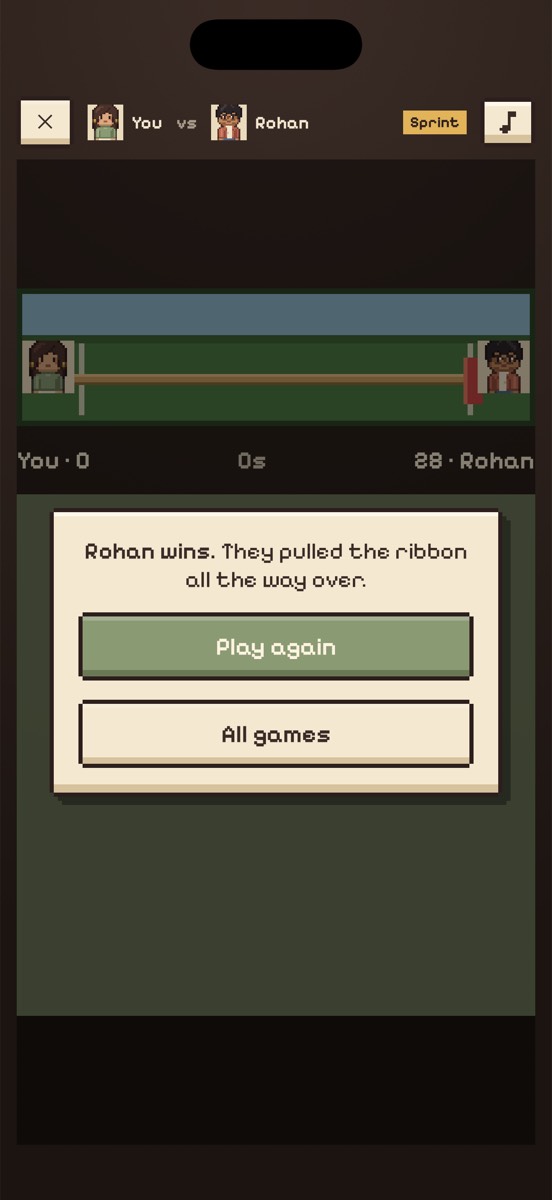 You vs Rohan Sprint
You · 0 0s 28 · Rohan
Rohan wins. They pulled the ribbon
all the way over.
Play again
All games